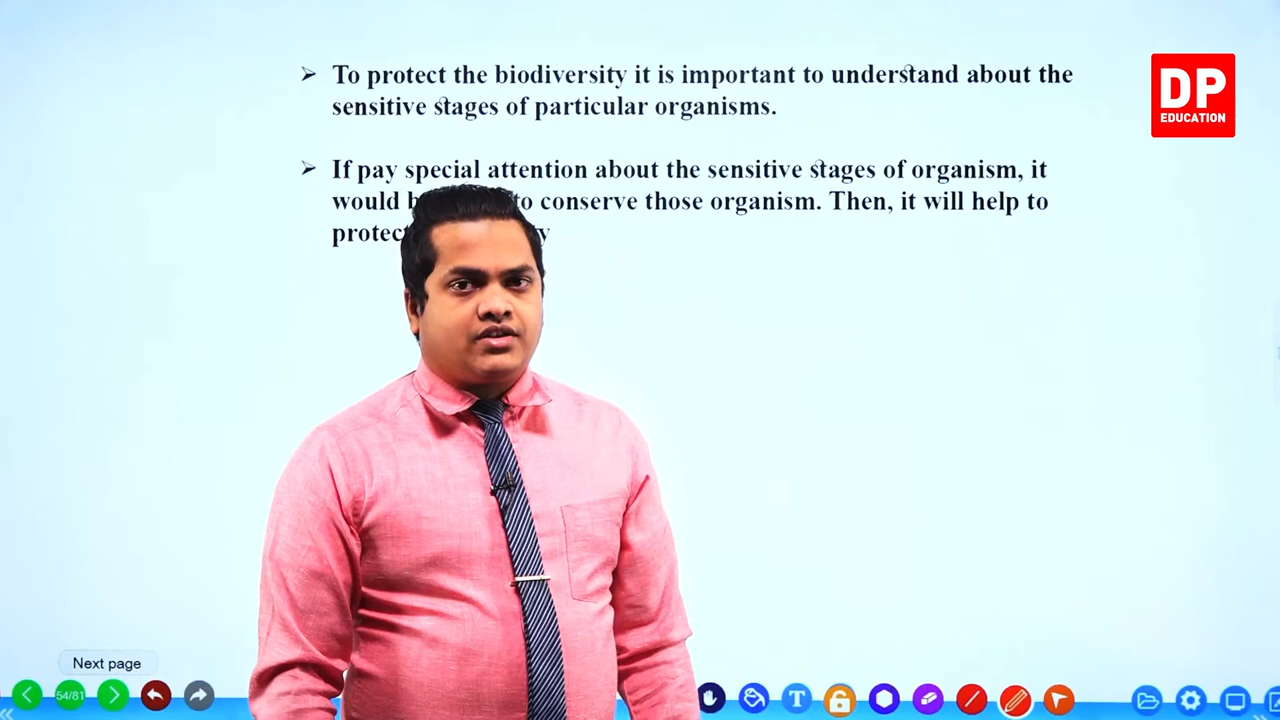 To protect the biodiversity it is important to understand about the
sensitive stages of particular organisms.
If pay special attention about the sensitive stages of organism, it
would to conserve those organism. Then, it will help to
protect
DP
EDUCATION
Next page
54/81
T